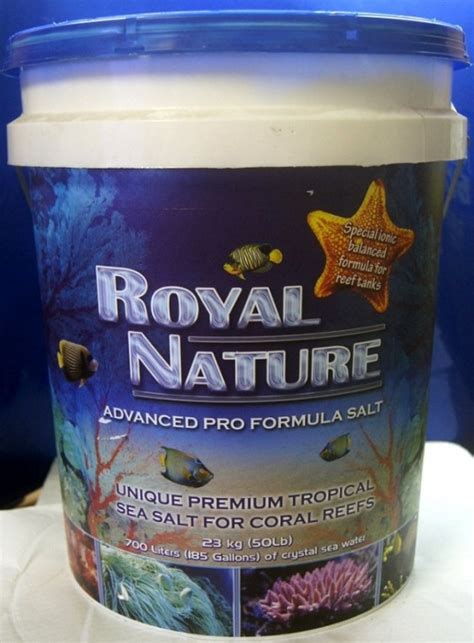 Special ionic
balanced
formula for
reef tanks
ROYAL
NATURE
ADVANCED PRO FORMULA SALT
UNIQUE PREMIUM TROPICAL
SEA SALT FOR CORAL REEFS
23 kg (50Lb)
700 Liters (185 Gallons) of crystal sea water